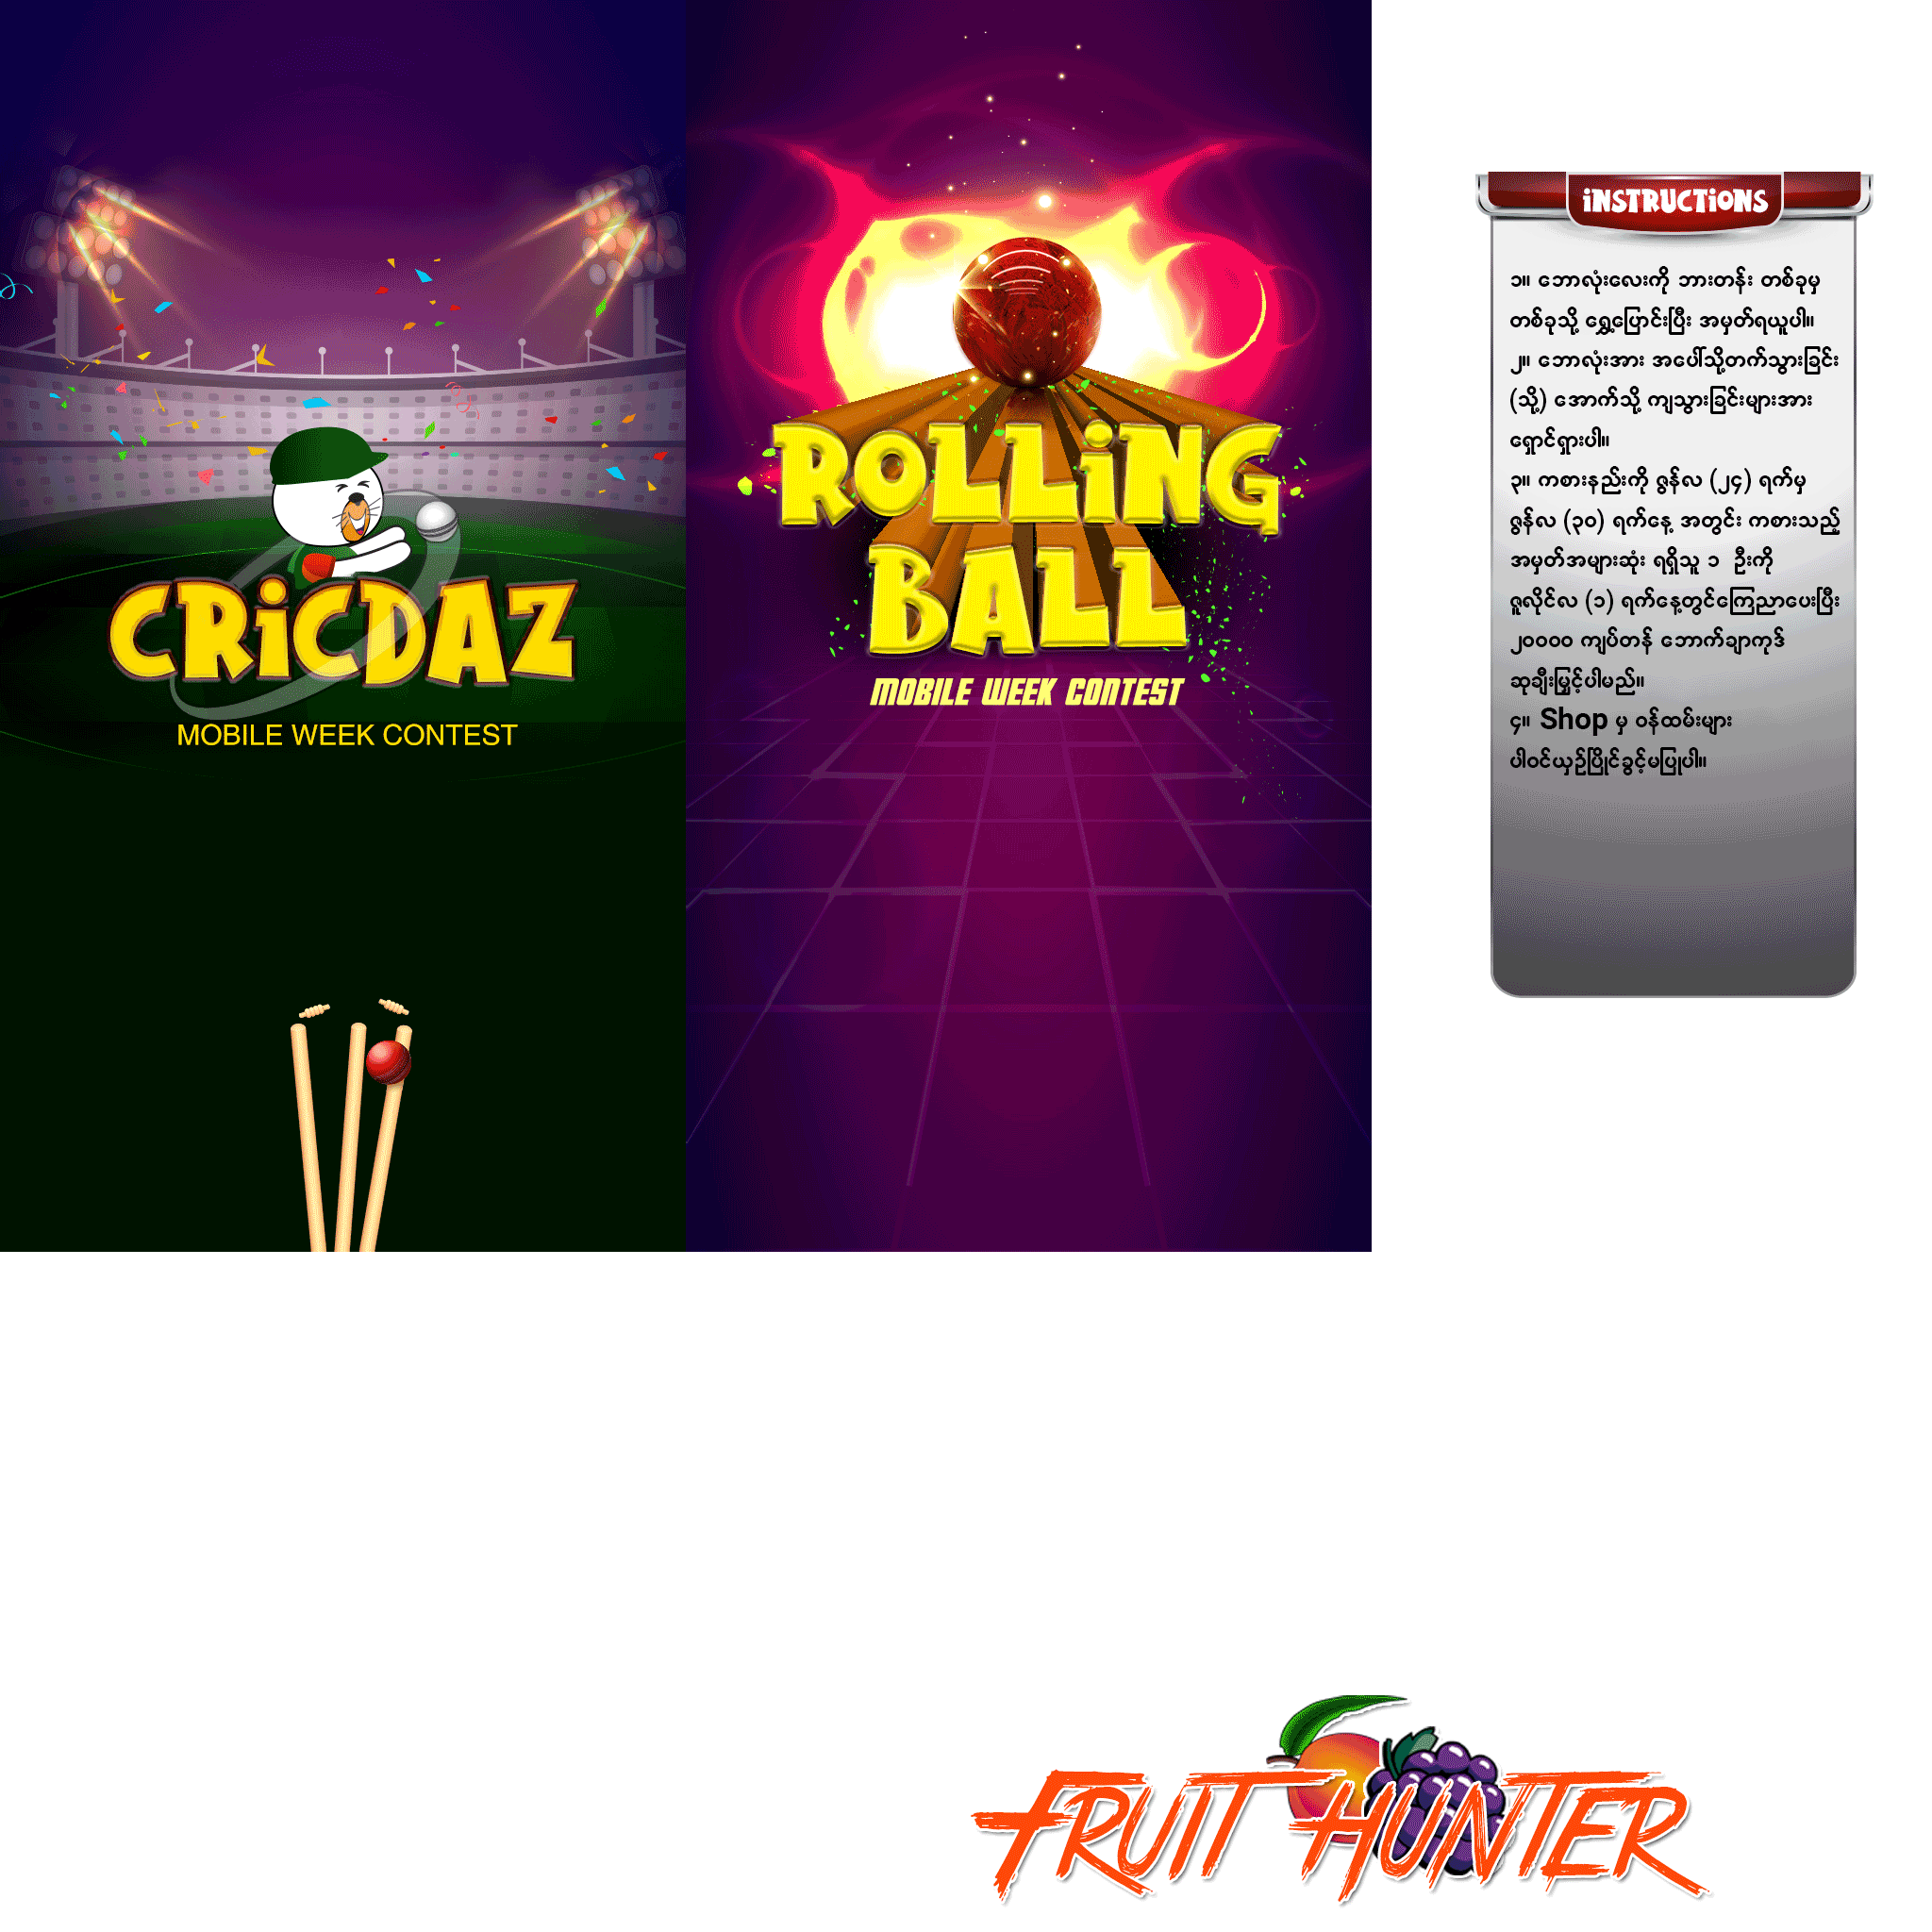 CRiCDAZ
MOBILE WEEK CONTEST
ROLLiNG
BALL
MOBILE WEEK CONTEST
iNSTRUCTiONS
၁။ ဘောလုံးလေးကို ဘားတန်း တစ်ခုမှ
တစ်ခုသို့ ရွှေ့ပြောင်းပြီး အမှတ်ရယူပါ။
၂။ ဘောလုံးအား အပေါ်သို့တက်သွားခြင်း
(သို့) အောက်သို့ ကျသွားခြင်းများအား
ရှောင်ရှားပါ။
၃။ ကစားနည်းကို ဇွန်လ (၂၄) ရက်မှ
ဇွန်လ (၃၀) ရက်နေ့ အတွင်း ကစားသည့်
အမှတ်အများဆုံး ရရှိသူ ၁ ဦးကို
ဇူလိုင်လ (၁) ရက်နေ့တွင်ကြေညာပေးပြီး
၂၀၀၀၀ ကျပ်တန် ဘောက်ချာကုဒ်
ဆုချီးမြှင့်ပါမည်။
၄။ Shop မှ ဝန်ထမ်းများ
ပါဝင်ယှဉ်ပြိုင်ခွင့်မပြုပါ။
FRUIT HUNTER